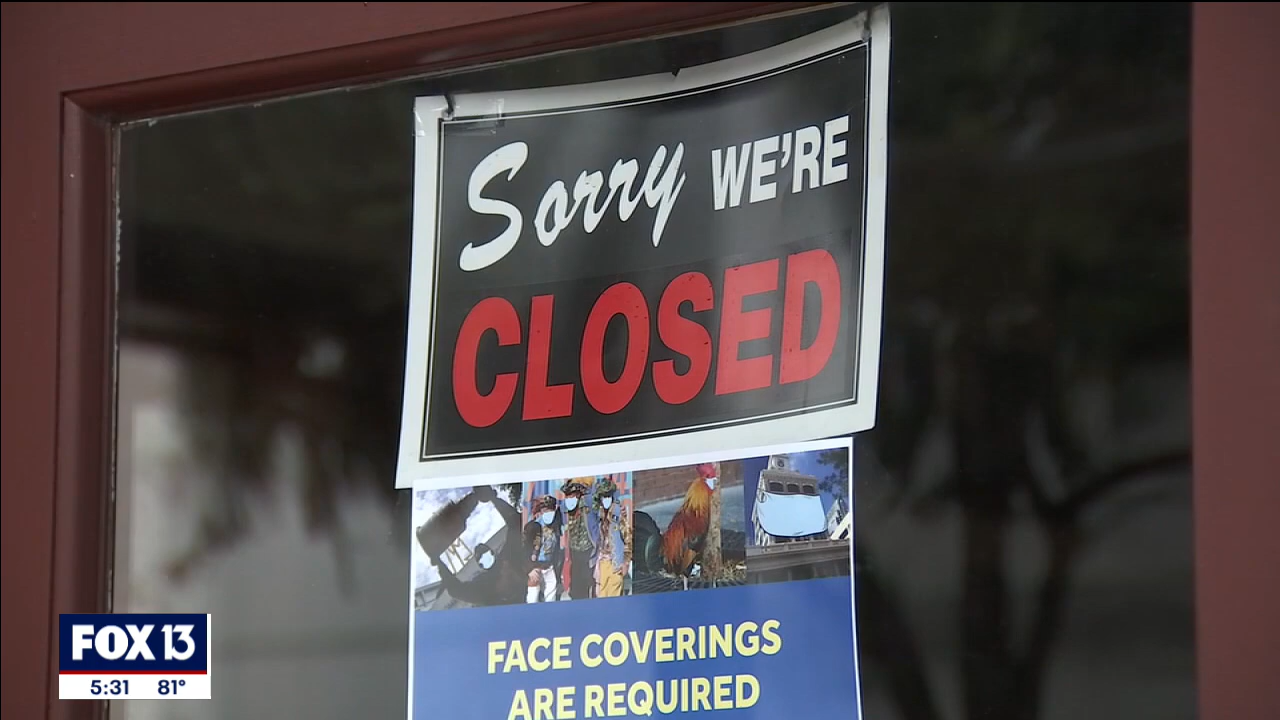 Sorry WE'RE
CLOSED
FACE COVERINGS
ARE REQUIRED
FOX 13
5:31 81°